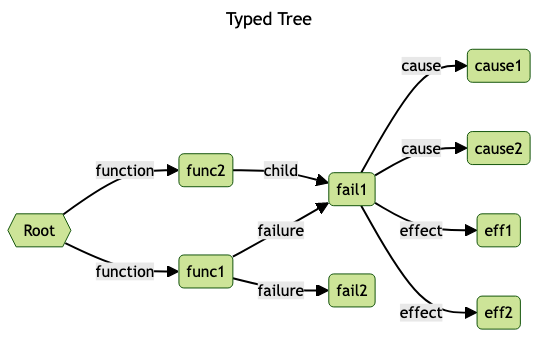 Typed Tree
cause
cause1
function
func2
child
cause
cause2
fail1
Root
failure
effect
eff1
function
func1
failure
fail2
effect
eff2